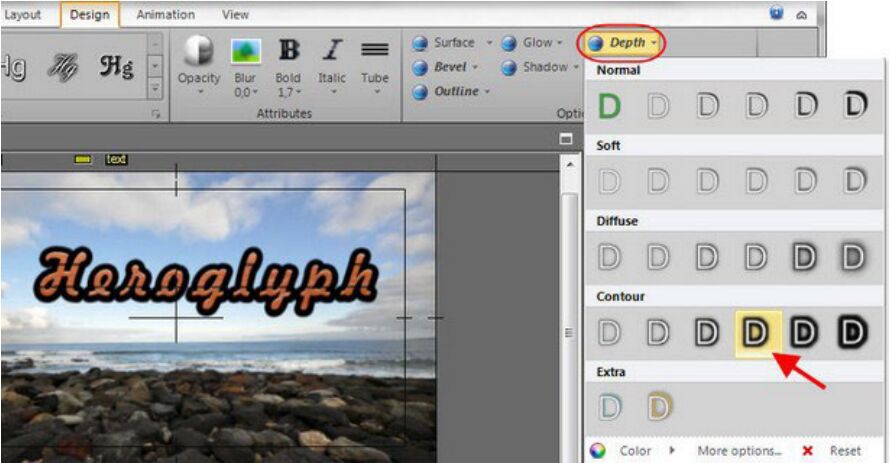 Layout Design Animation View
Hg Hg Hg
Opacity Blur Bold Italic Tube
0,0 1,7
Attributes
Surface Glow Depth
Bevel Shadow
Outline
Opti
text
Heroglyph
Normal
D D D D D D
Soft
D D D D D D
Diffuse
D D D D D D
Contour
D D D D D D
Extra
D D
Color More options... Reset